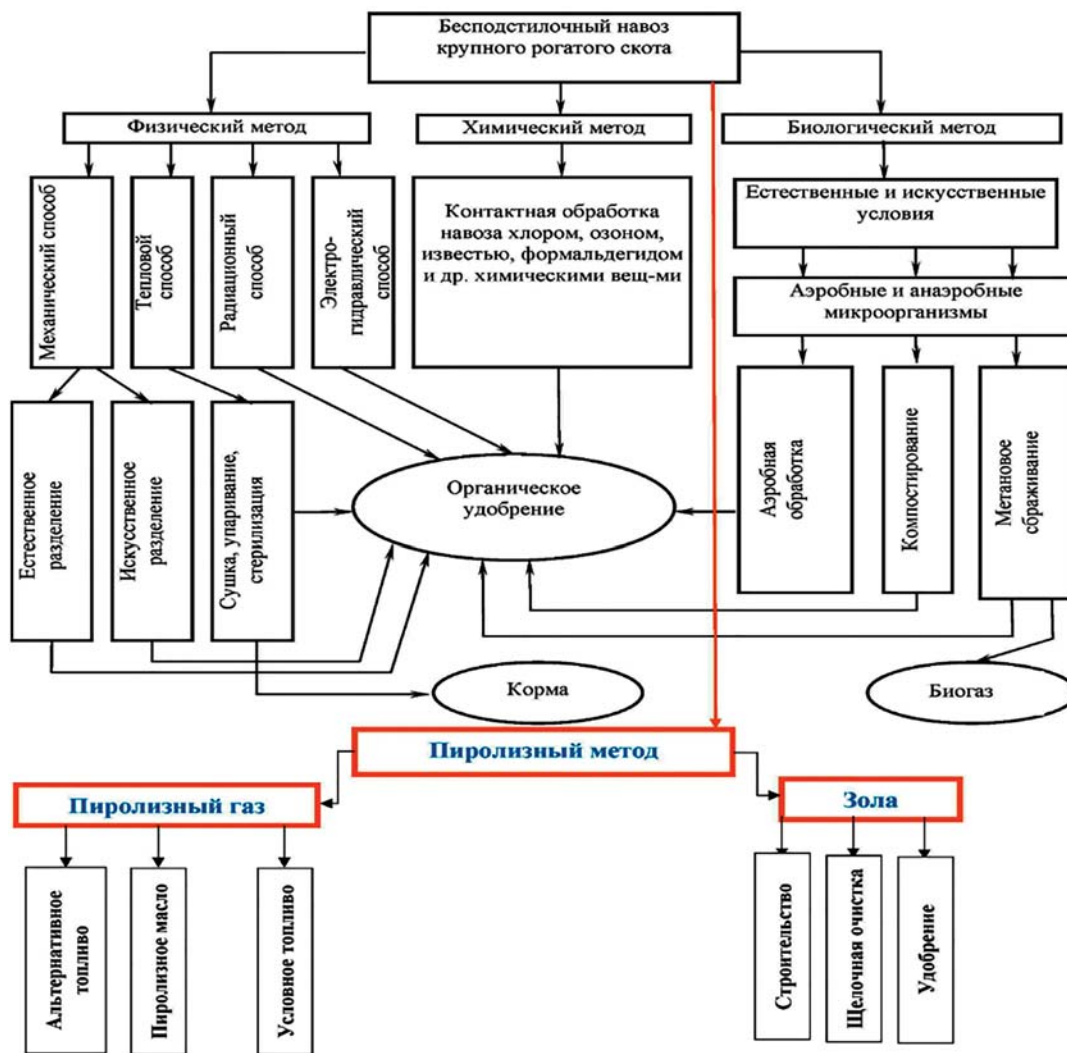 Бесподстилочный навоз
крупного рогатого скота
Физический метод
Химический метод
Биологический метод
Механический способ
Тепловой
способ
Радиационный
способ
Электро-
гидравлический
способ
Контактная обработка
навоза хлором, озоном,
известью, формальдегидом
и др. химическими вещ-ми
Естественные и искусственные
условия
Аэробные и анаэробные
микроорганизмы
Естественное
разделение
Искусственное
разделение
Сушка, упаривание,
стерилизация
Органическое
удобрение
Аэробная
обработка
Компостирование
Метановое
сбраживание
Корма
Биогаз
Пиролизный метод
Пиролизный газ
Зола
Альтернативное
топливо
Пиролизное масло
Условное топливо
Строительство
Щелочная очистка
Удобрение